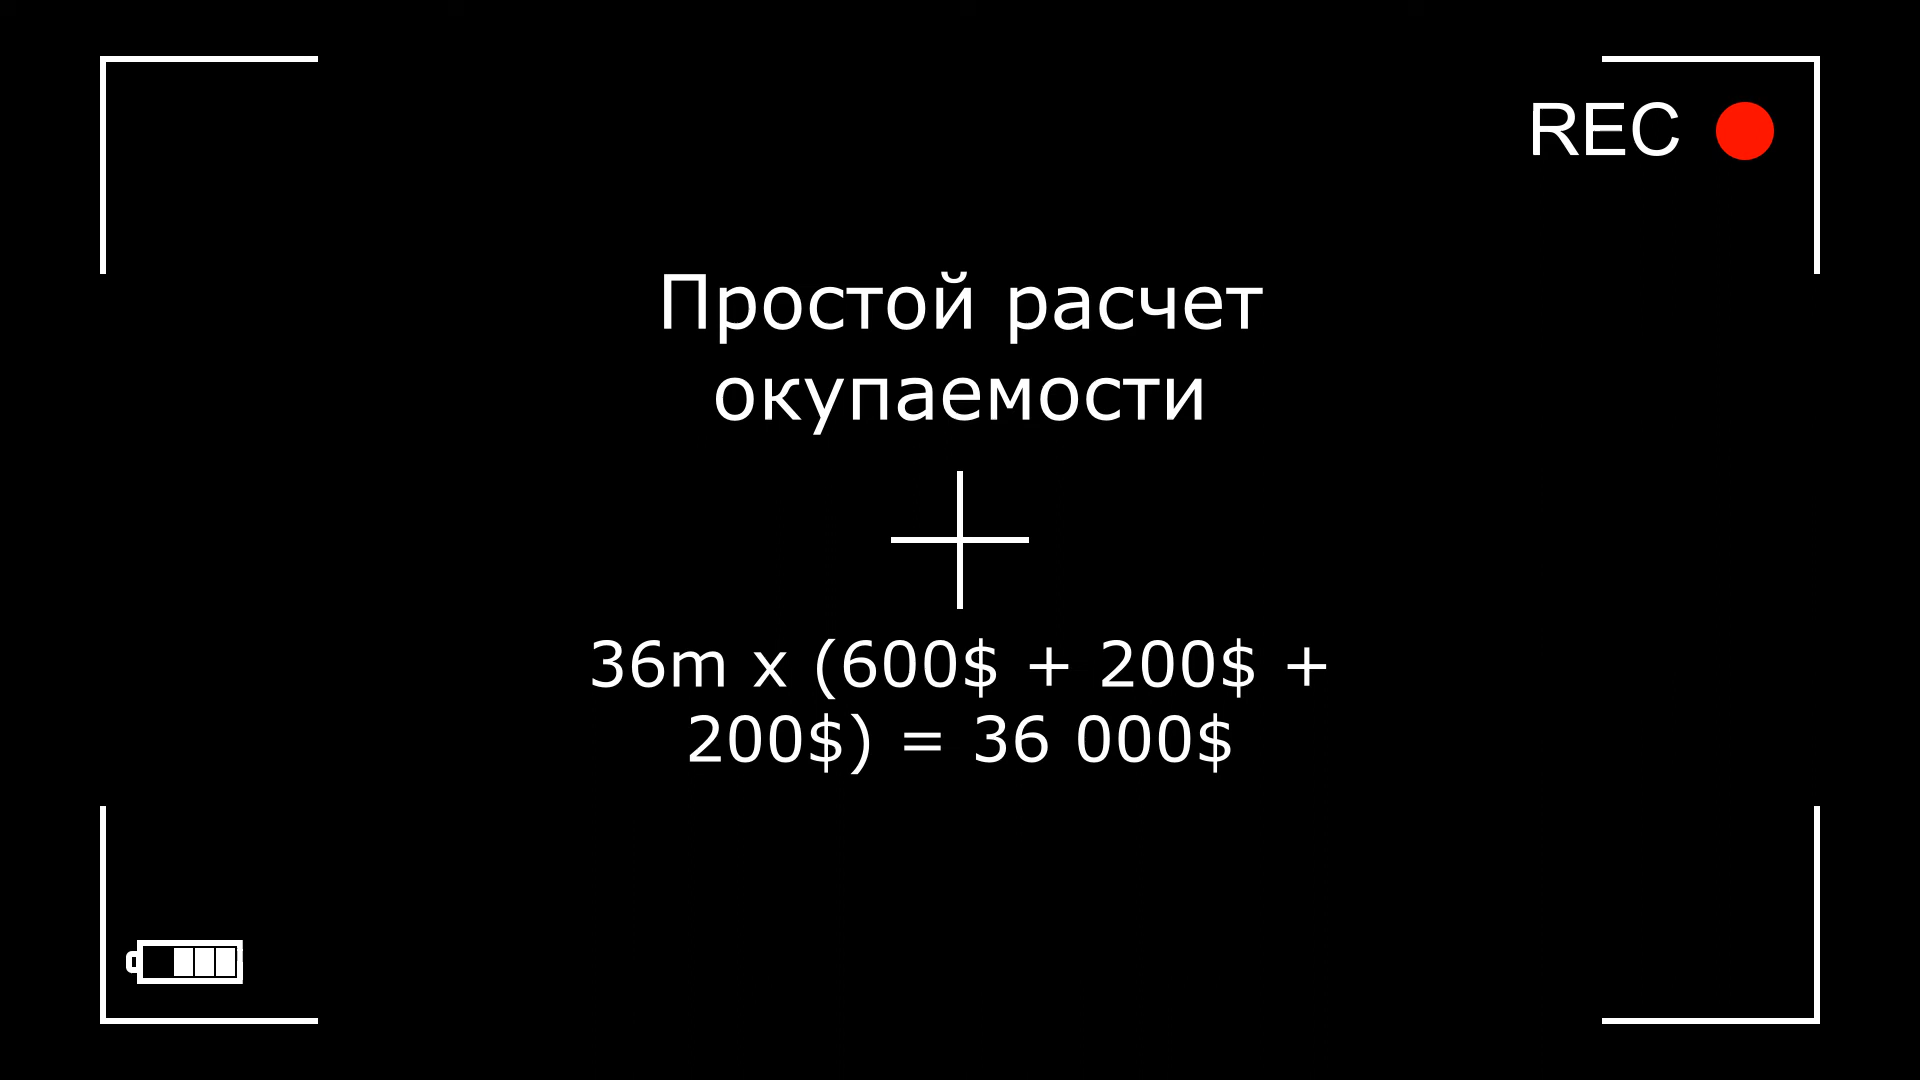 REC
Простой расчет
окупаемости
36m x (600$ + 200$ +
200$) = 36 000$